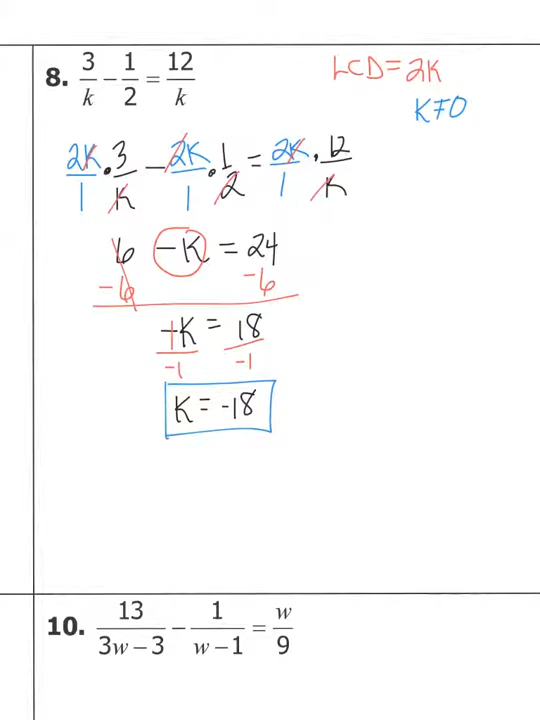 8. 3/k − 1/2 = 12/k
LCD = 2K
K≠0
2K/1 · 3/K − 2K/1 · 1/2 = 2K/1 · 12/K
6 − K = 24
−6 −6
−K = 18
−1 −1
K = −18
10. 13/(3w − 3) − 1/(w − 1) = w/9